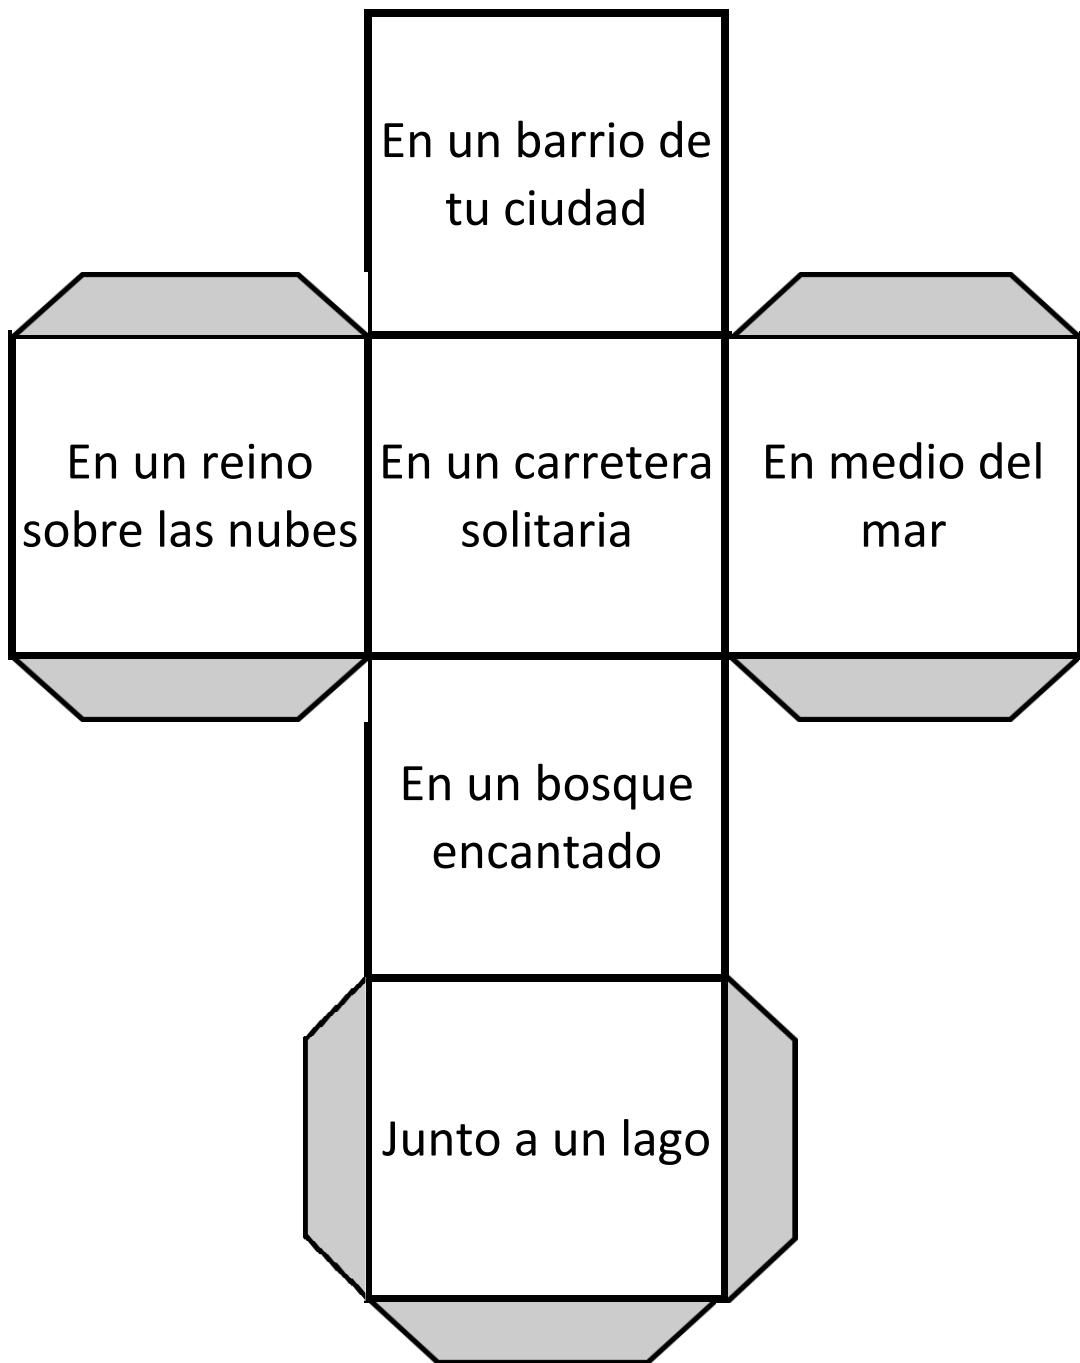 En un barrio de
tu ciudad
En un reino
sobre las nubes
En un carretera
solitaria
En medio del
mar
En un bosque
encantado
Junto a un lago